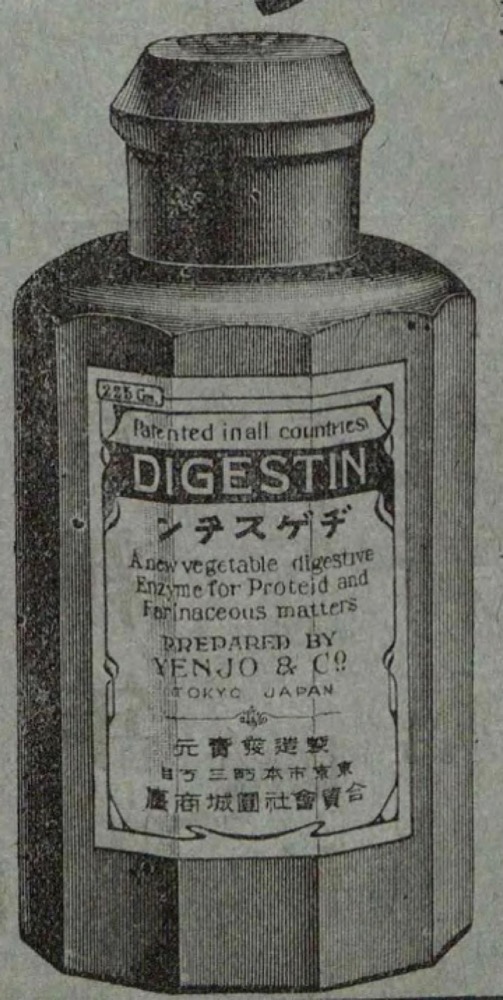 225 Gm.
Patented in all countries
DIGESTIN
ヂゲスチン
A new vegetable digestive
Enzyme for Proteid and
Farinaceous matters
PREPARED BY
YENJO & Co
TOKYO JAPAN
製造發賣元
東京市本町三丁目
合資會社圓城商